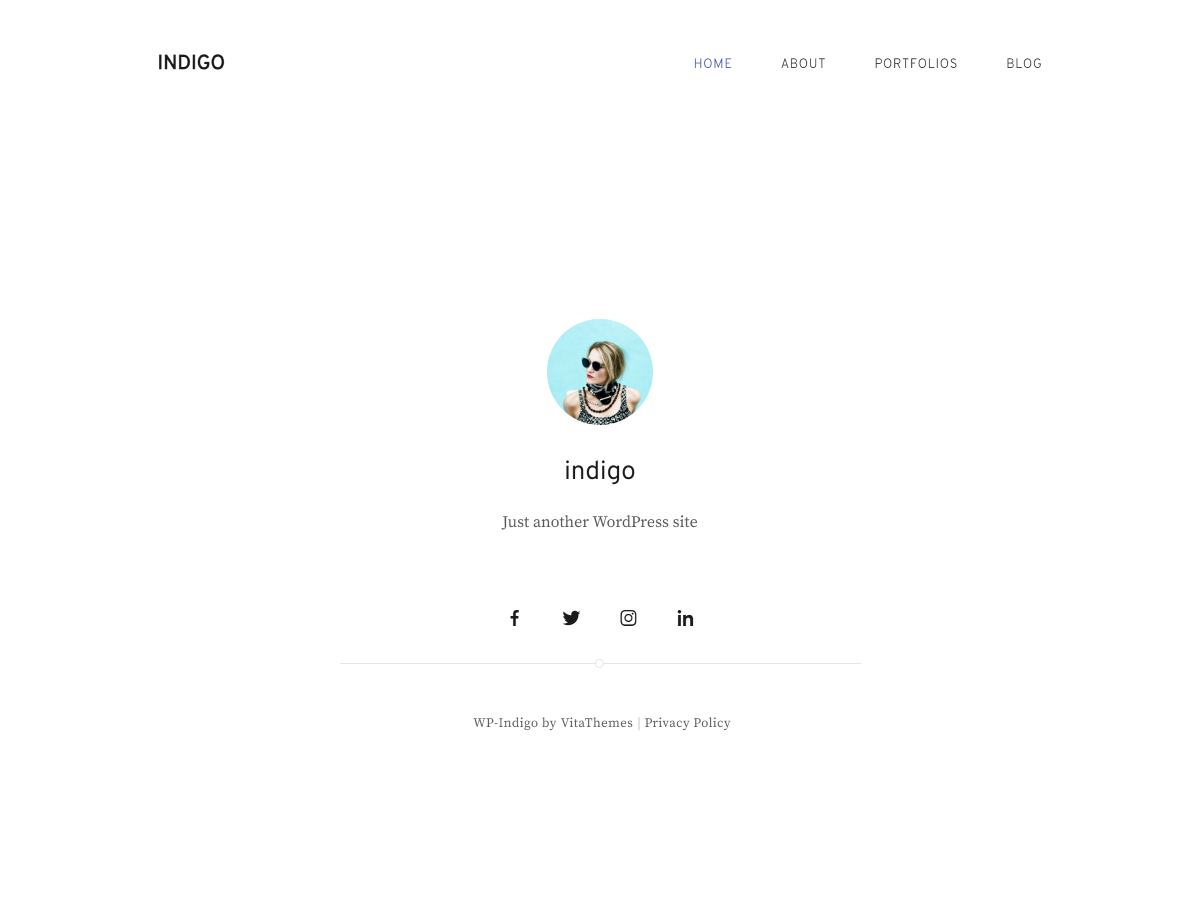 INDIGO
HOME ABOUT PORTFOLIOS BLOG
indigo
Just another WordPress site
WP-Indigo by VitaThemes | Privacy Policy